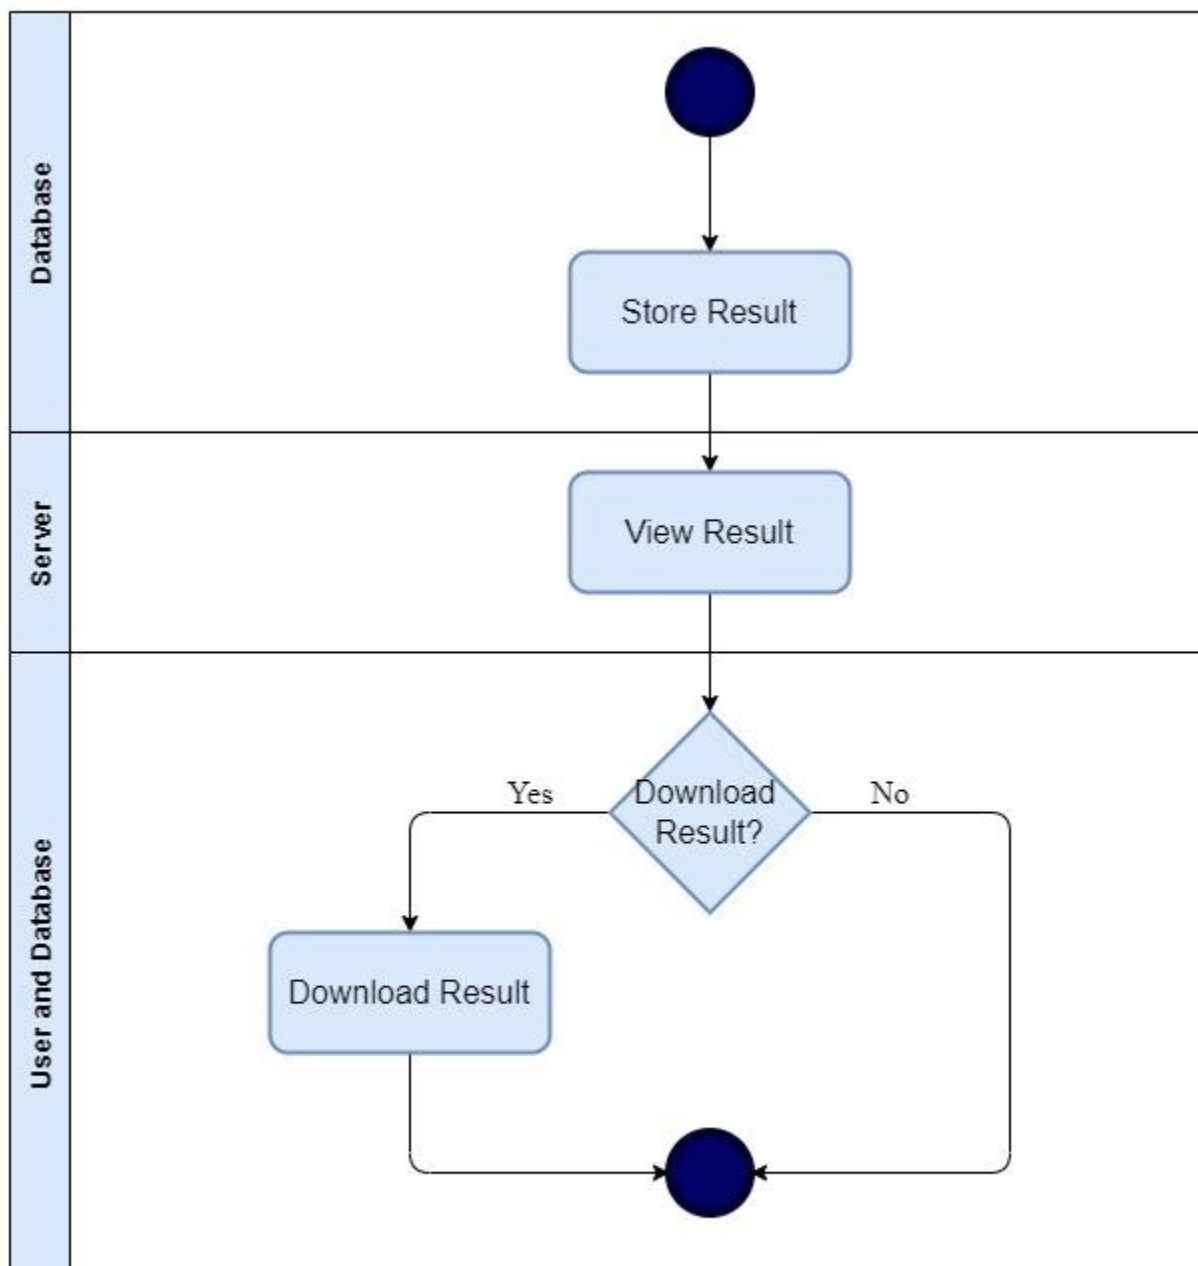 Database
Store Result
Server
View Result
User and Database
Download
Result?
Yes
No
Download Result